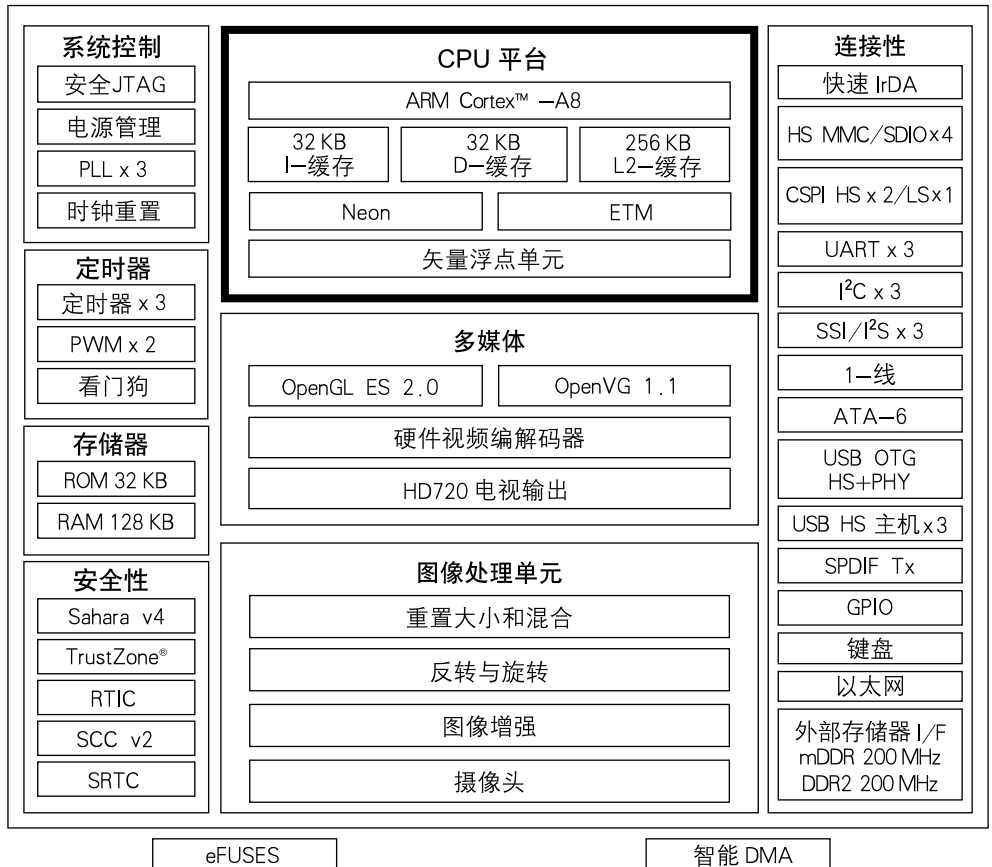 系统控制
安全JTAG
电源管理
PLL x 3
时钟重置
定时器
定时器 x 3
PWM x 2
看门狗
存储器
ROM 32 KB
RAM 128 KB
安全性
Sahara v4
TrustZone®
RTIC
SCC v2
SRTC
CPU 平台
ARM Cortex™ —A8
32 KB
I—缓存
32 KB
D—缓存
256 KB
L2—缓存
Neon
ETM
矢量浮点单元
多媒体
OpenGL ES 2.0
OpenVG 1.1
硬件视频编解码器
HD720 电视输出
图像处理单元
重置大小和混合
反转与旋转
图像增强
摄像头
连接性
快速 IrDA
HS MMC/SDIOx4
CSPI HS x 2/LSx1
UART x 3
I²C x 3
SSI/I²S x 3
1—线
ATA—6
USB OTG
HS+PHY
USB HS 主机x3
SPDIF Tx
GPIO
键盘
以太网
外部存储器 I/F
mDDR 200 MHz
DDR2 200 MHz
eFUSES
智能 DMA